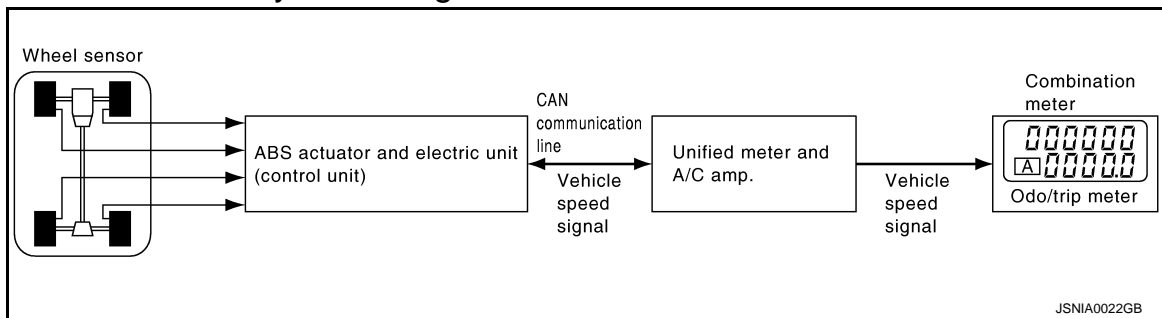 Wheel sensor
ABS actuator and electric unit
(control unit)
CAN
communication
line
Vehicle
speed
signal
Unified meter and
A/C amp.
Vehicle
speed
signal
Combination
meter
000000
A 0000.0
Odo/trip meter
JSNIA0022GB